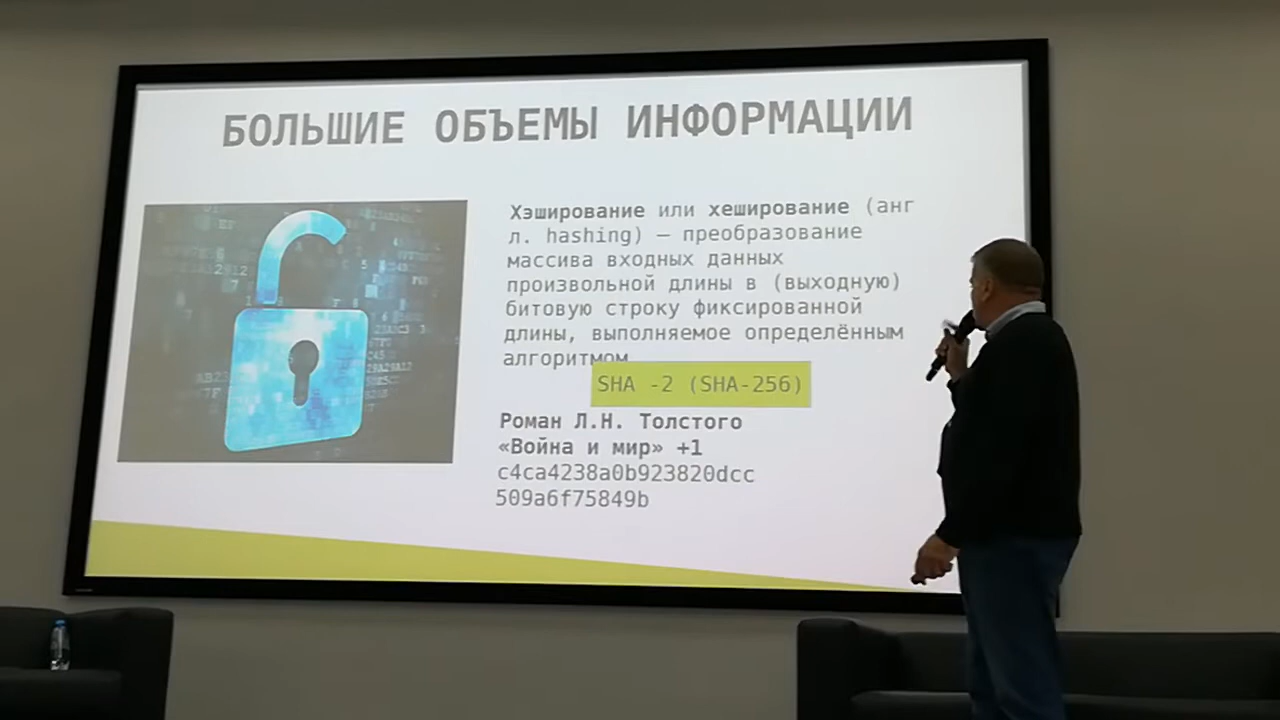 БОЛЬШИЕ ОБЪЕМЫ ИНФОРМАЦИИ
Хэширование или хеширование (анг
л. hashing) — преобразование
массива входных данных
произвольной длины в (выходную)
битовую строку фиксированной
длины, выполняемое определённым
алгоритмом
SHA -2 (SHA-256)
Роман Л.Н. Толстого
«Война и мир» +1
c4ca4238a0b923820dcc
509a6f75849b